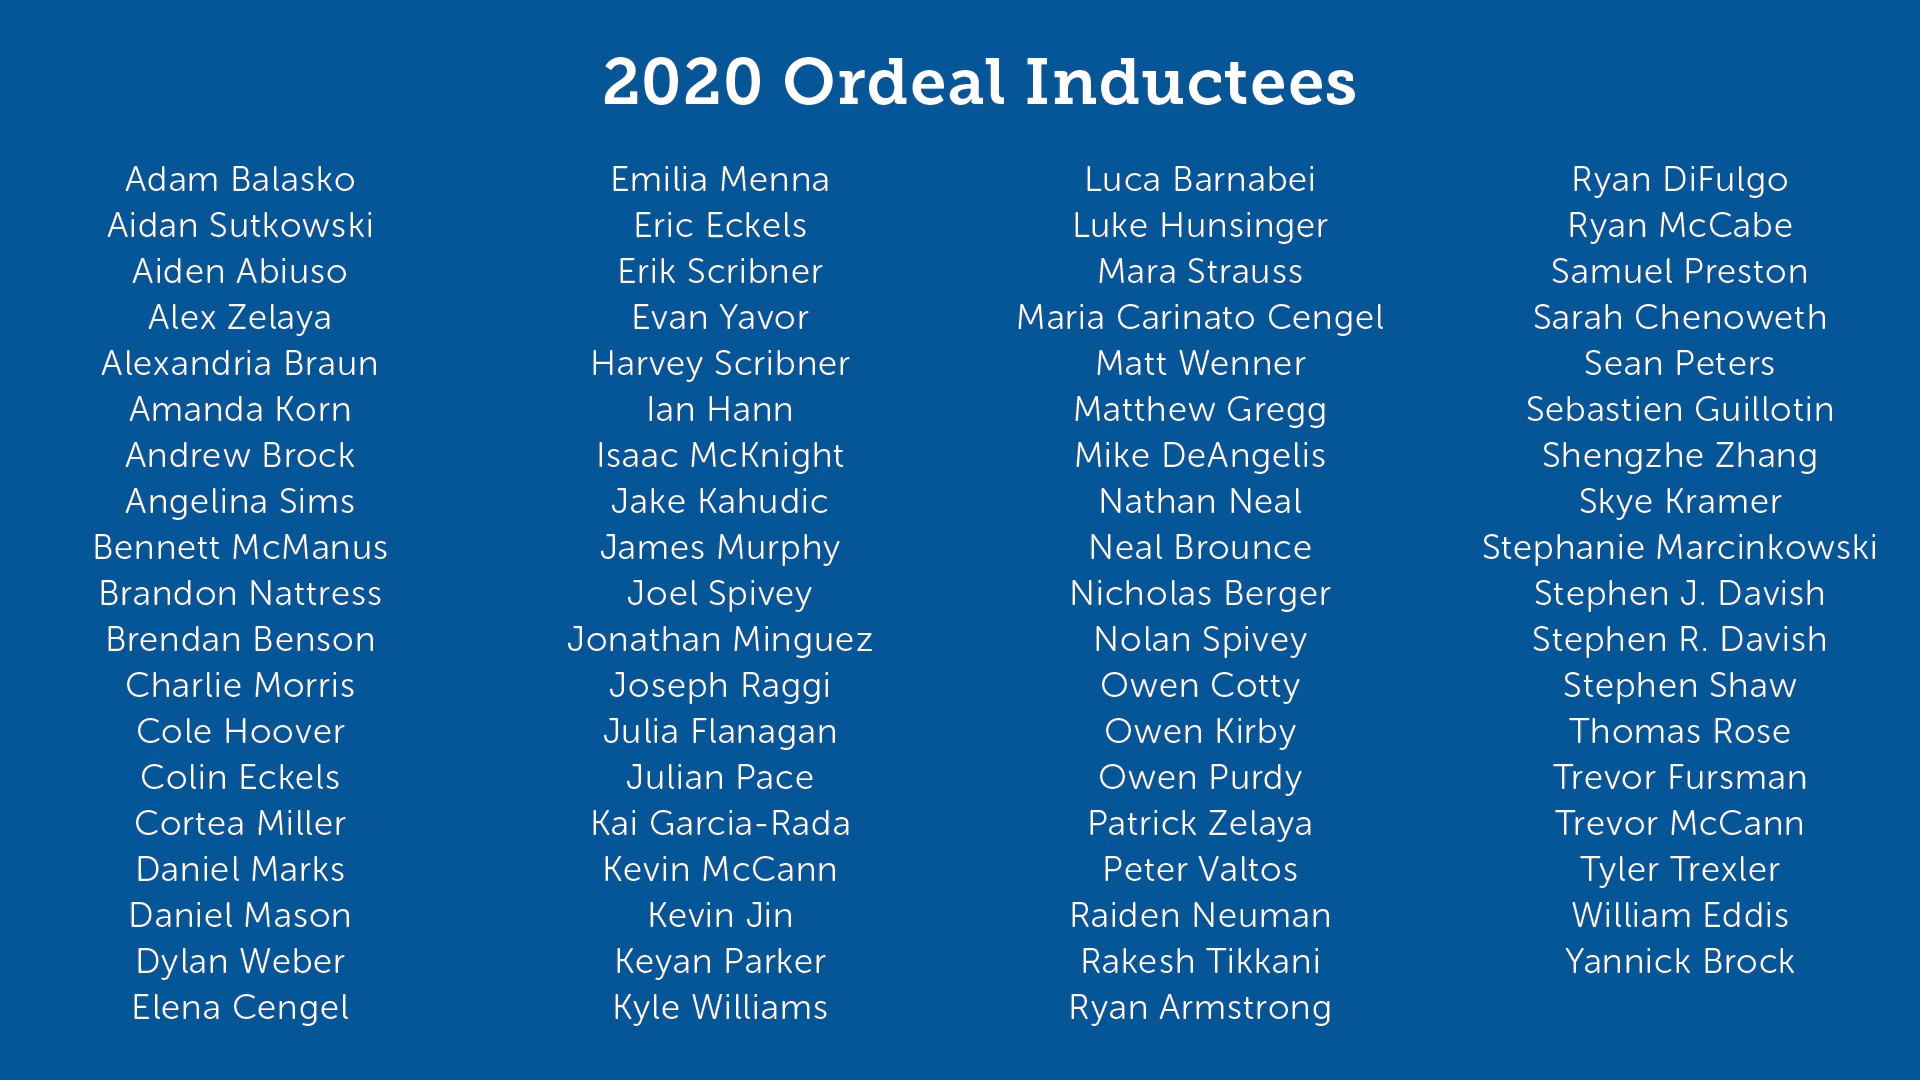 2020 Ordeal Inductees
Adam Balasko
Aidan Sutkowski
Aiden Abiuso
Alex Zelaya
Alexandria Braun
Amanda Korn
Andrew Brock
Angelina Sims
Bennett McManus
Brandon Nattress
Brendan Benson
Charlie Morris
Cole Hoover
Colin Eckels
Cortea Miller
Daniel Marks
Daniel Mason
Dylan Weber
Elena Cengel
Emilia Menna
Eric Eckels
Erik Scribner
Evan Yavor
Harvey Scribner
Ian Hann
Isaac McKnight
Jake Kahudic
James Murphy
Joel Spivey
Jonathan Minguez
Joseph Raggi
Julia Flanagan
Julian Pace
Kai Garcia-Rada
Kevin McCann
Kevin Jin
Keyan Parker
Kyle Williams
Luca Barnabei
Luke Hunsinger
Mara Strauss
Maria Carinato Cengel
Matt Wenner
Matthew Gregg
Mike DeAngelis
Nathan Neal
Neal Brounce
Nicholas Berger
Nolan Spivey
Owen Cotty
Owen Kirby
Owen Purdy
Patrick Zelaya
Peter Valtos
Raiden Neuman
Rakesh Tikkani
Ryan Armstrong
Ryan DiFulgo
Ryan McCabe
Samuel Preston
Sarah Chenoweth
Sean Peters
Sebastien Guillotin
Shengzhe Zhang
Skye Kramer
Stephanie Marcinkowski
Stephen J. Davish
Stephen R. Davish
Stephen Shaw
Thomas Rose
Trevor Fursman
Trevor McCann
Tyler Trexler
William Eddis
Yannick Brock